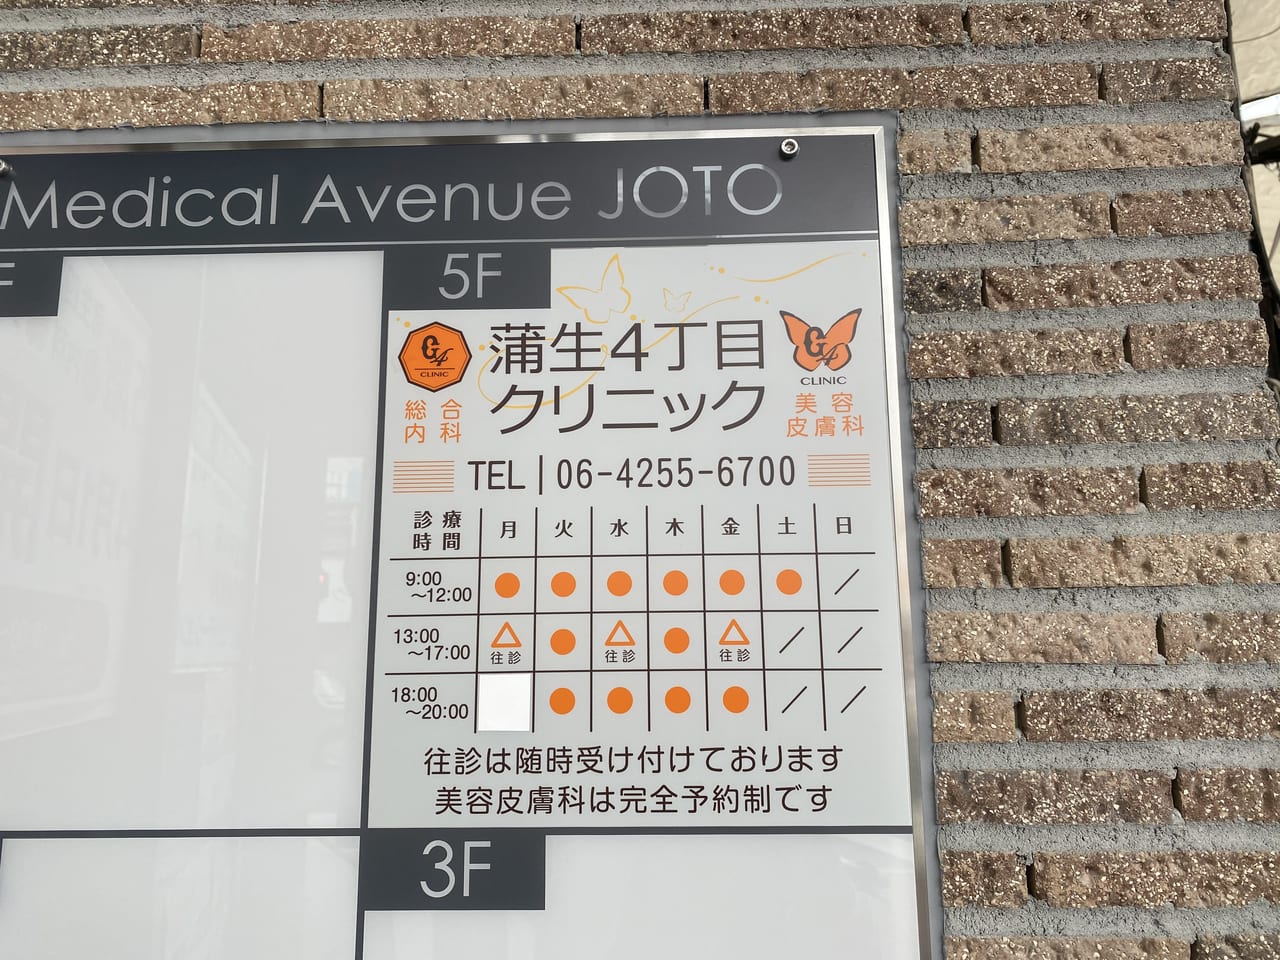 Medical Avenue JOTO
F
5F
G4
CLINIC
総合
内科
蒲生4丁目
クリニック
G4
CLINIC
美容
皮膚科
TEL | 06-4255-6700
診療
時間 月 火 水 木 金 土 日
9:00
～12:00 ● ● ● ● ● ● ／
13:00
～17:00 △ ● △ ● △ ／ ／
往診 往診 往診
18:00
～20:00 ● ● ● ● ／ ／
往診は随時受け付けております
美容皮膚科は完全予約制です
3F